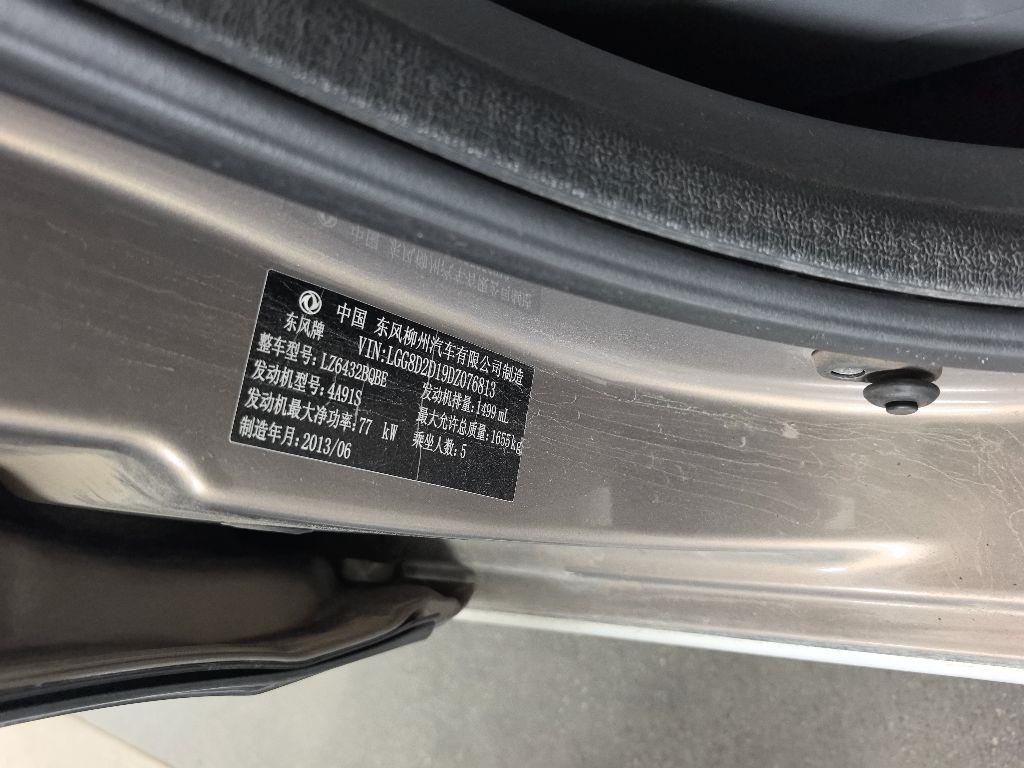 中国 东风柳州汽车有限公司制造
东风牌 VIN:LGG8D2D19DZ076813
整车型号:LZ6432BQBE 发动机排量:1499 mL
发动机型号:4A91S 最大允许总质量:1655kg
发动机最大净功率:77 kW 乘坐人数:5
制造年月:2013/06